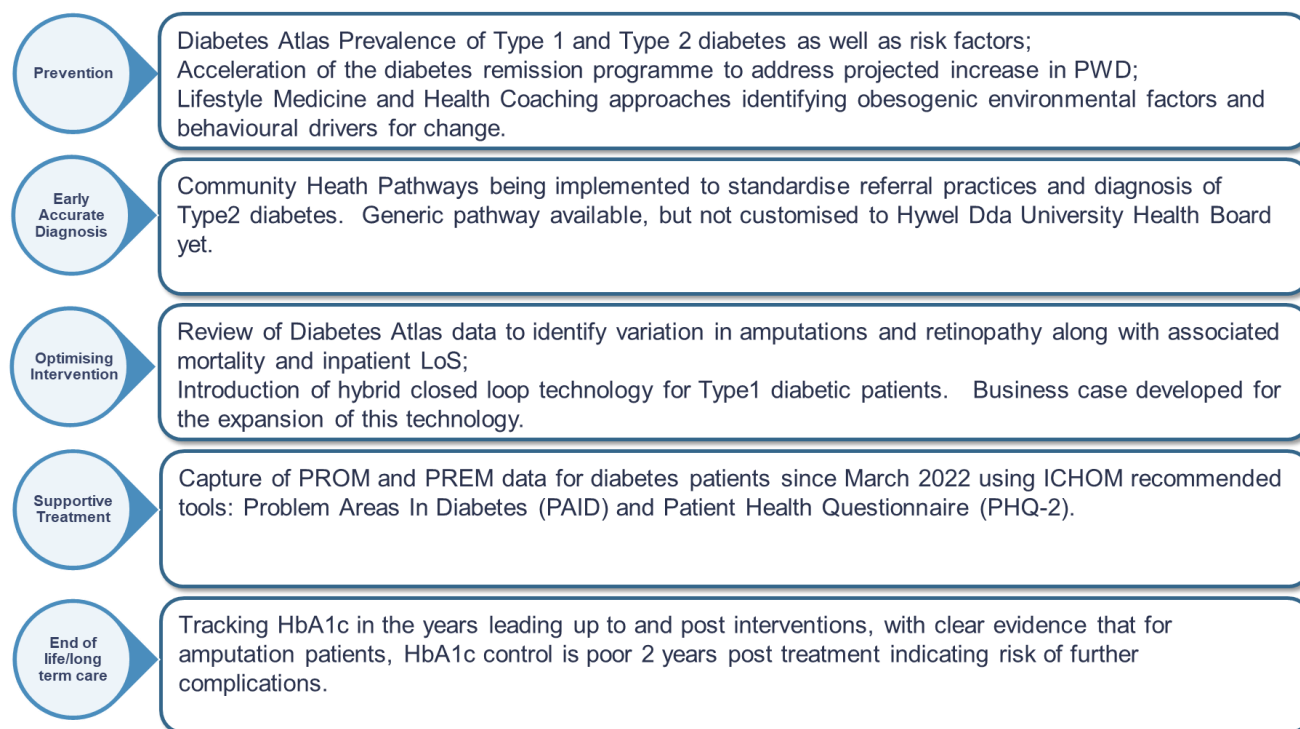 Prevention
Diabetes Atlas Prevalence of Type 1 and Type 2 diabetes as well as risk factors;
Acceleration of the diabetes remission programme to address projected increase in PWD;
Lifestyle Medicine and Health Coaching approaches identifying obesogenic environmental factors and
behavioural drivers for change.
Early
Accurate
Diagnosis
Community Heath Pathways being implemented to standardise referral practices and diagnosis of
Type2 diabetes.  Generic pathway available, but not customised to Hywel Dda University Health Board
yet.
Optimising
Intervention
Review of Diabetes Atlas data to identify variation in amputations and retinopathy along with associated
mortality and inpatient LoS;
Introduction of hybrid closed loop technology for Type1 diabetic patients.   Business case developed for
the expansion of this technology.
Supportive
Treatment
Capture of PROM and PREM data for diabetes patients since March 2022 using ICHOM recommended
tools: Problem Areas In Diabetes (PAID) and Patient Health Questionnaire (PHQ-2).
End of
life/long
term care
Tracking HbA1c in the years leading up to and post interventions, with clear evidence that for
amputation patients, HbA1c control is poor 2 years post treatment indicating risk of further
complications.